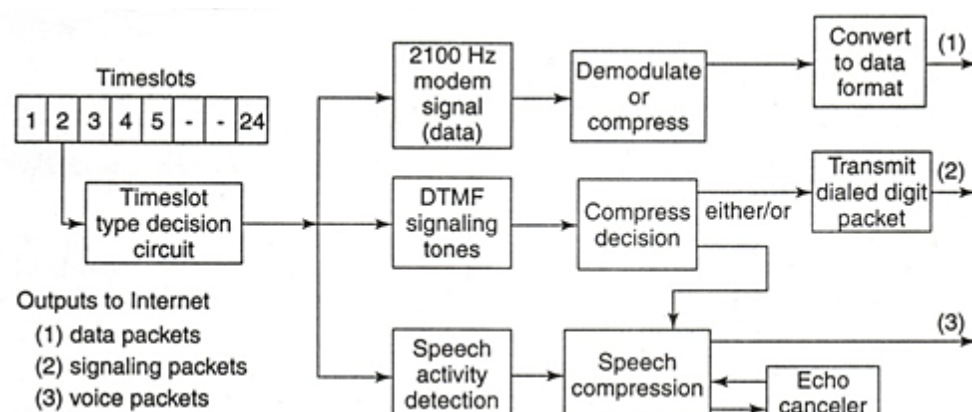 Timeslots
1 2 3 4 5 - - 24
Timeslot
type decision
circuit
Outputs to Internet
(1) data packets
(2) signaling packets
(3) voice packets
2100 Hz
modem
signal
(data)
Demodulate
or
compress
Convert
to data
format
(1)
DTMF
signaling
tones
Compress
decision
either/or
Transmit
dialed digit
packet
(2)
Speech
activity
detection
Speech
compression
(3)
Echo
canceler